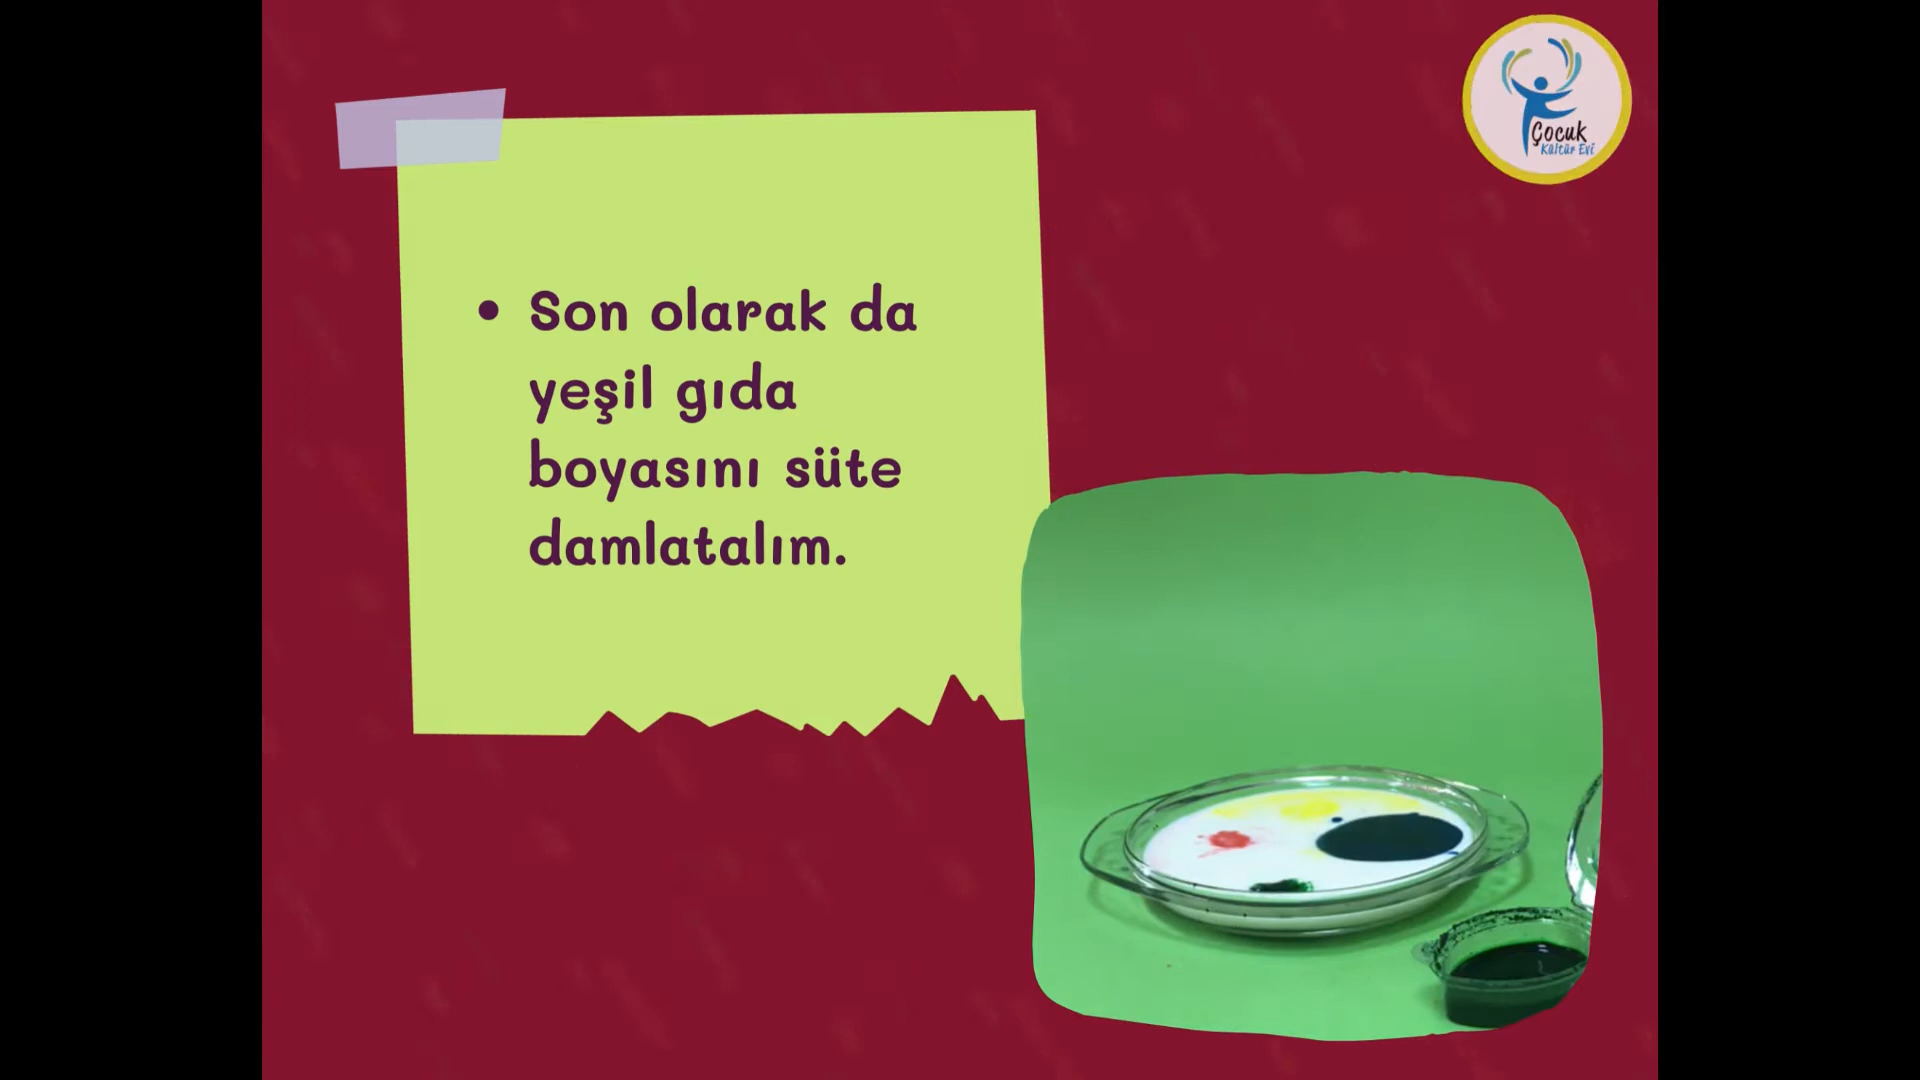 Çocuk
Kültür Evi
• Son olarak da
yeşil gıda
boyasını süte
damlatalım.